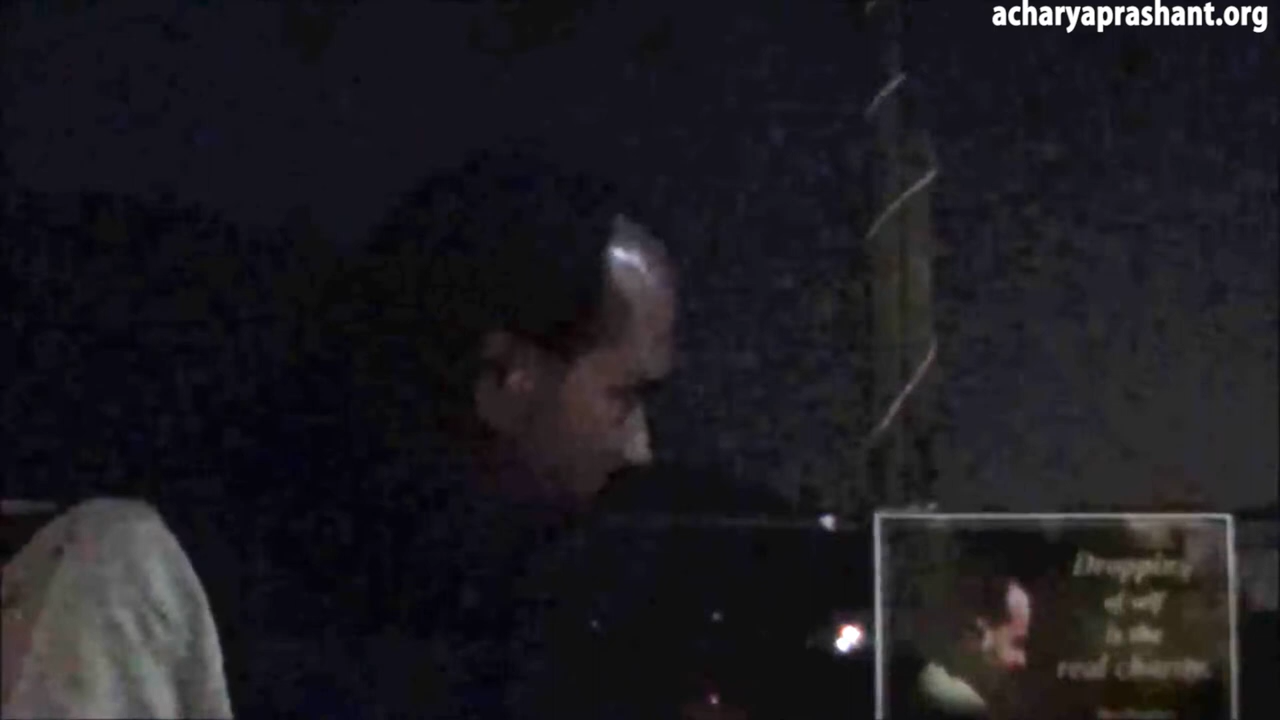 acharyaprashant.org
Dropping
of self
is the
real charity.